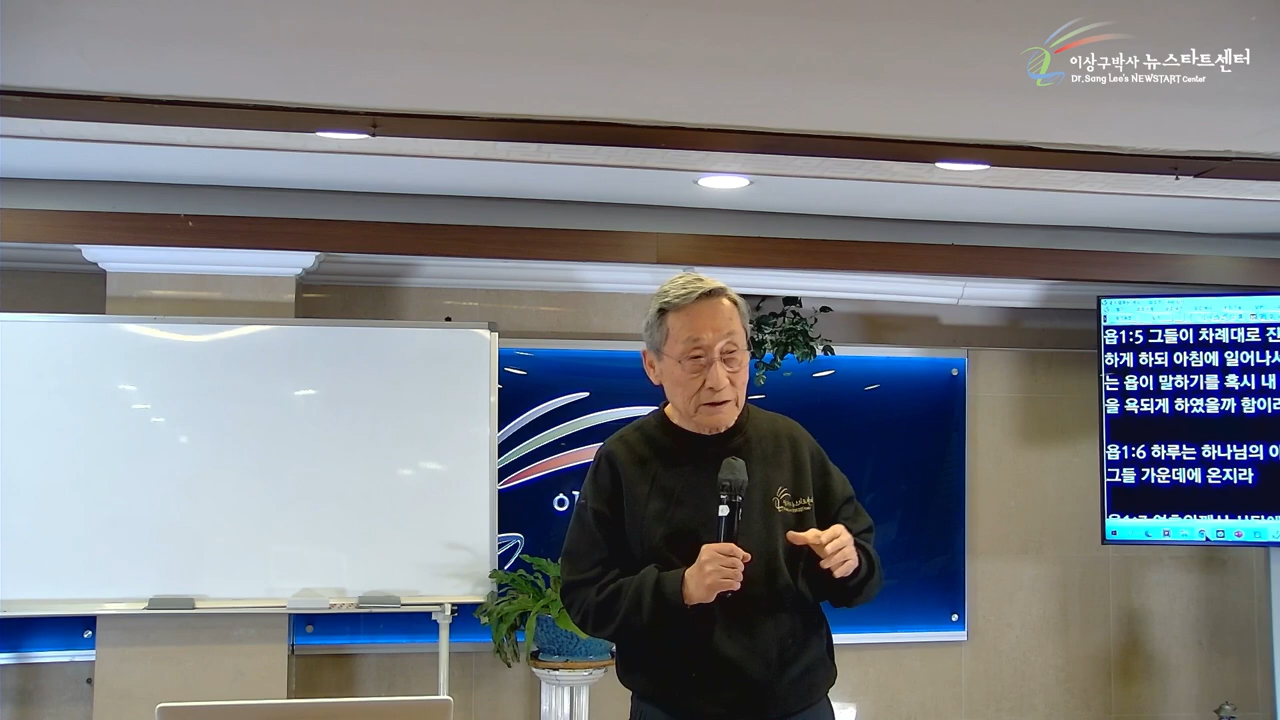 이상구박사 뉴스타트센터
Dr. Sang Lee's NEWSTART Center
욥1:5 그들이 차례대로
하게 하되 아침에 일어나서
는 욥이 말하기를 혹시 내
을 욕되게 하였을까 함이라
욥1:6 하루는 하나님의
그들 가운데에 온지라